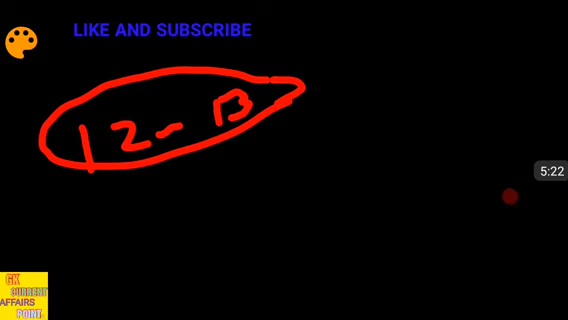 LIKE AND SUBSCRIBE
12-B
5:22
GK
CURRENT
AFFAIRS
POINT